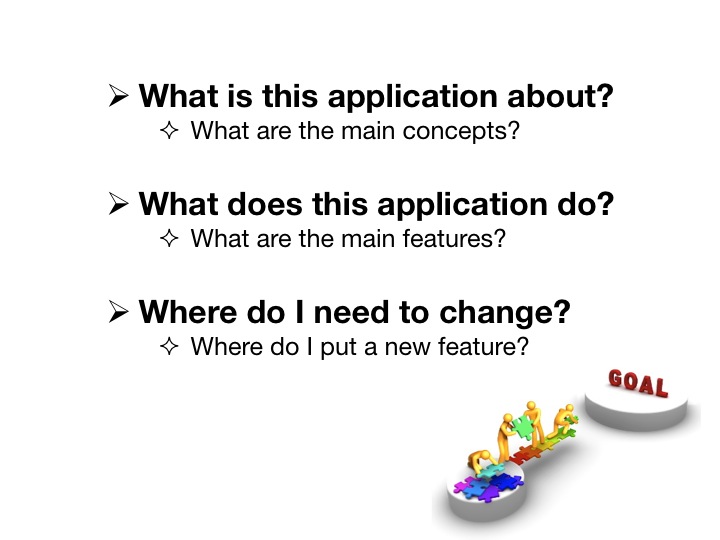 ➢ What is this application about?
✧ What are the main concepts?
➢ What does this application do?
✧ What are the main features?
➢ Where do I need to change?
✧ Where do I put a new feature?
GOAL